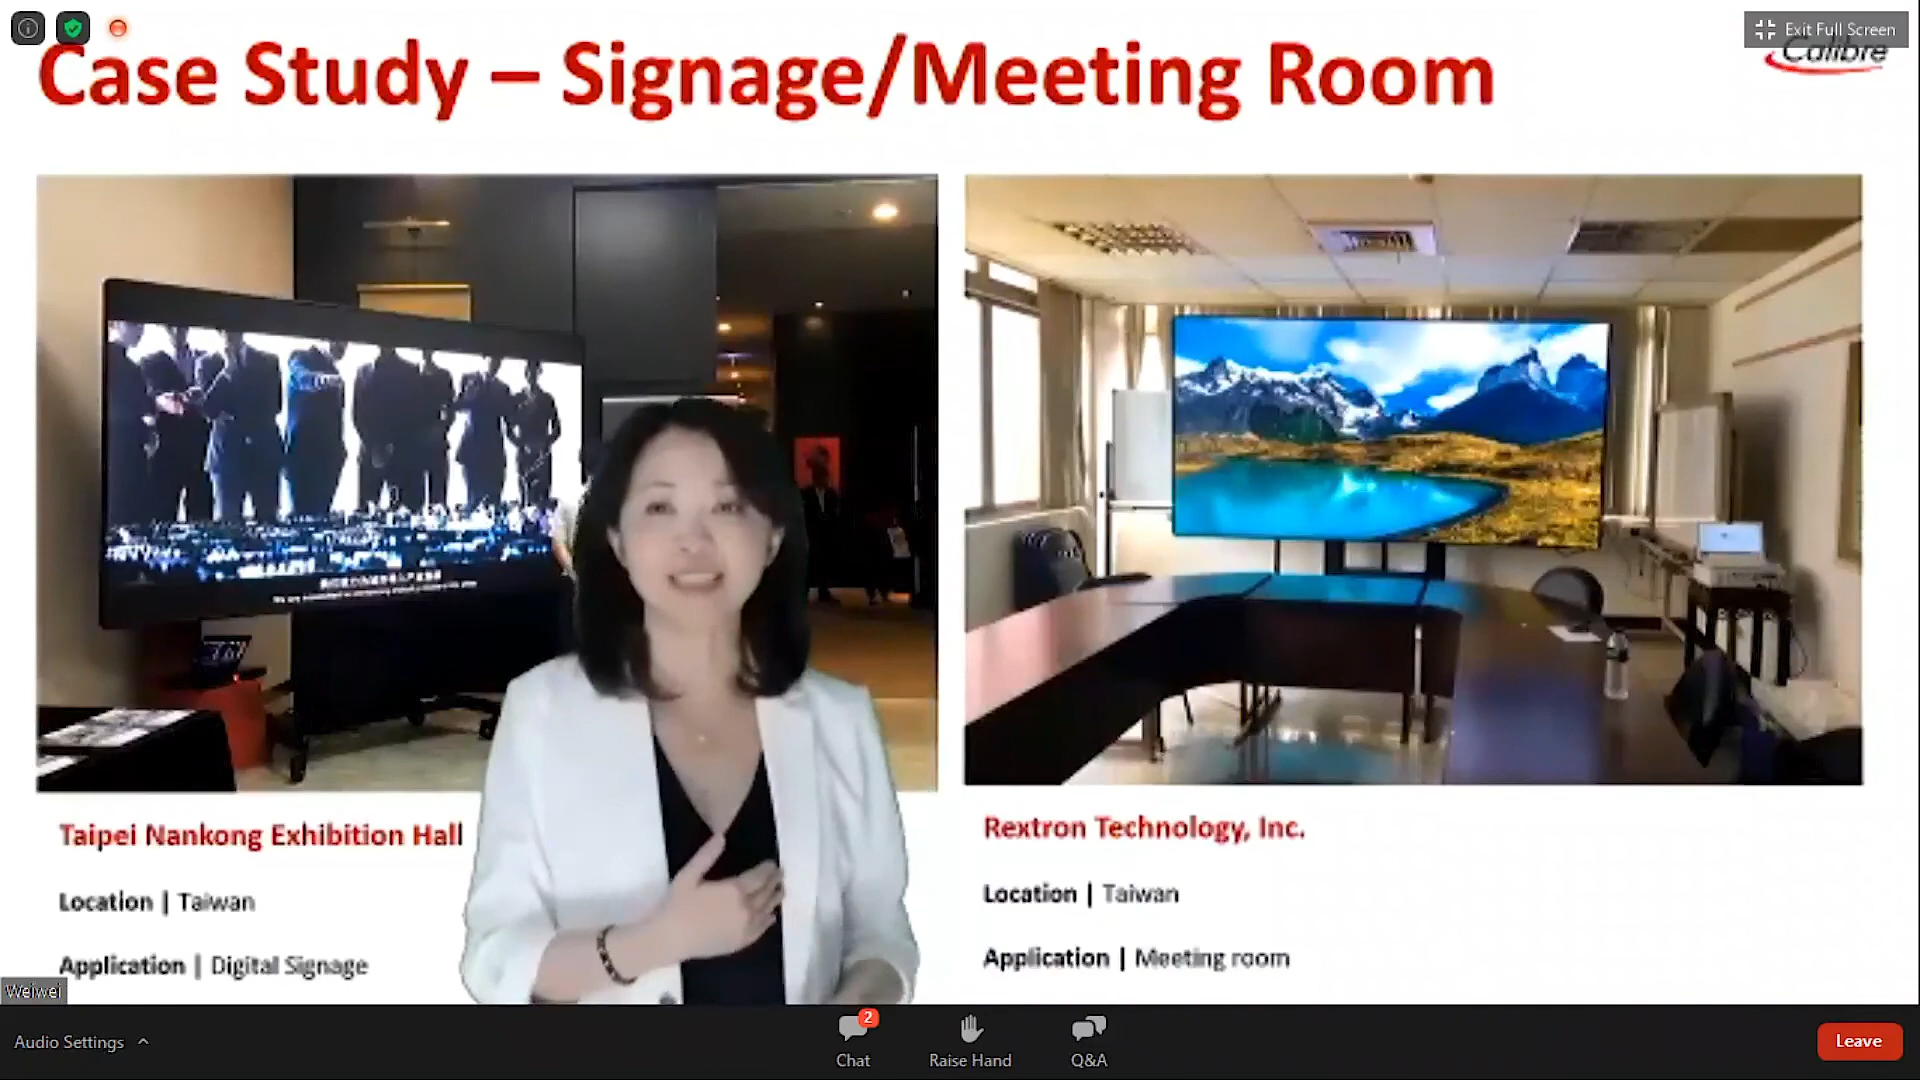 Exit Full Screen
Calibre
Case Study – Signage/Meeting Room
Taipei Nankong Exhibition Hall
Location | Taiwan
Application | Digital Signage
Rextron Technology, Inc.
Location | Taiwan
Application | Meeting room
Weiwei
Audio Settings
2
Chat
Raise Hand
Q&A
Leave